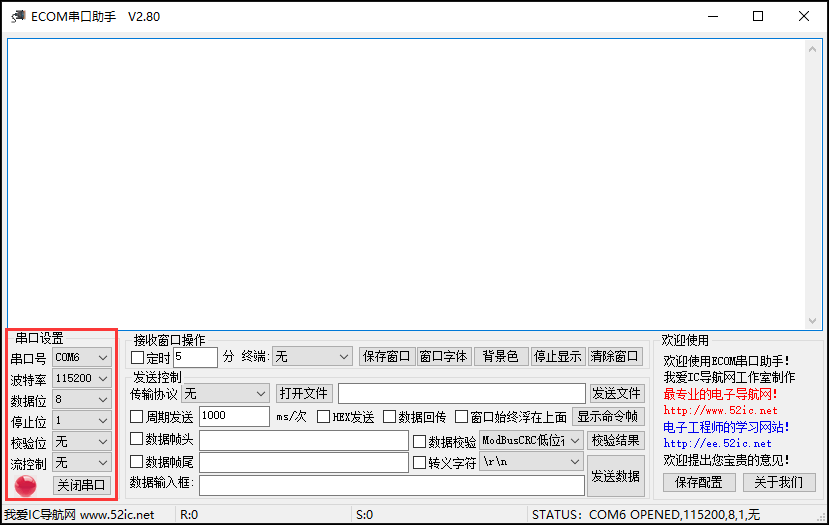 ECOM串口助手 V2.80
串口设置
串口号 COM6
波特率 115200
数据位 8
停止位 1
校验位 无
流控制 无
关闭串口
接收窗口操作
定时 5 分 终端: 无 保存窗口 窗口字体 背景色 停止显示 清除窗口
发送控制
传输协议 无 打开文件 发送文件
周期发送 1000 ms/次 HEX发送 数据回传 窗口始终浮在上面 显示命令帧
数据帧头 数据校验 ModBusCRC低位 校验结果
数据帧尾 转义字符 \r\n
数据输入框: 发送数据
欢迎使用
欢迎使用ECOM串口助手!
我爱IC导航网工作室制作
最专业的电子导航网!
http://www.52ic.net
电子工程师的学习网站!
http://ee.52ic.net
欢迎提出您宝贵的意见!
保存配置 关于我们
我爱IC导航网 www.52ic.net R:0 S:0 STATUS: COM6 OPENED,115200,8,1,无